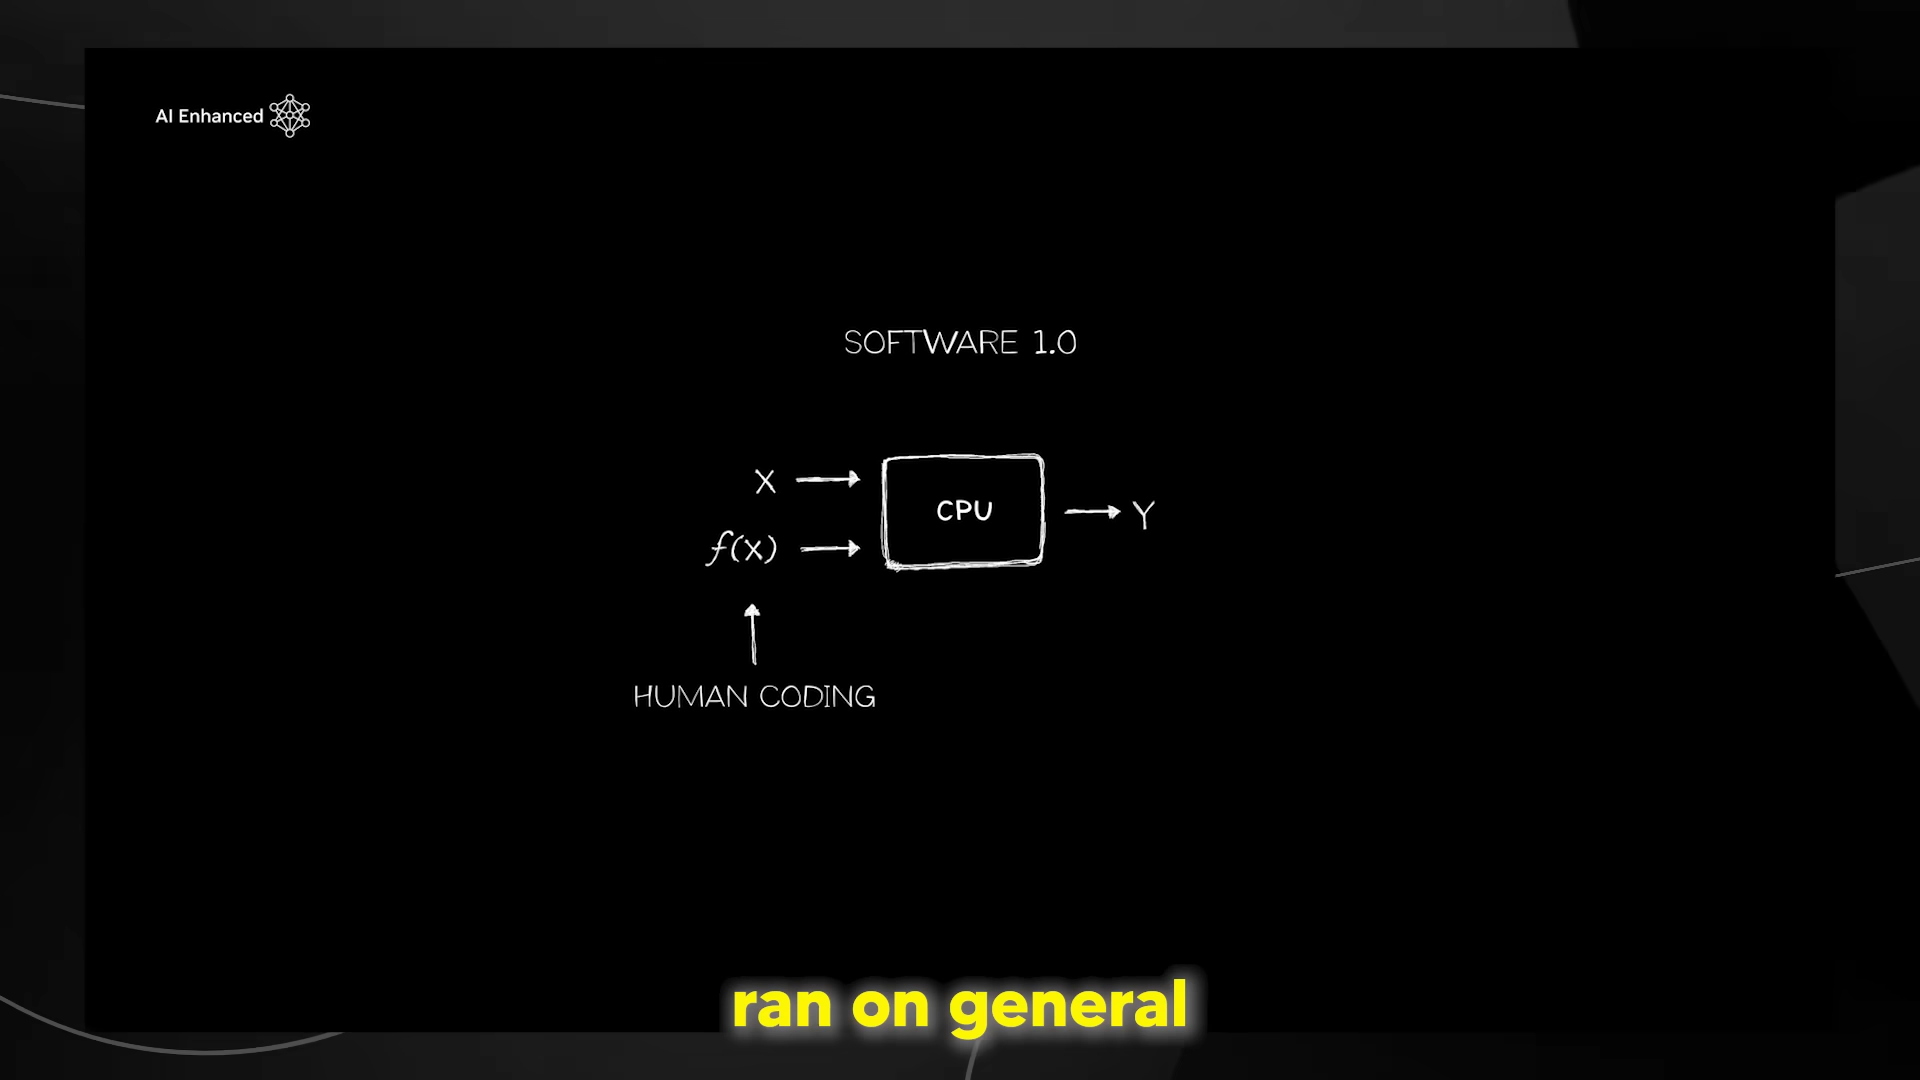 AI Enhanced
SOFTWARE 1.0
X
CPU
Y
f(x)
HUMAN CODING
ran on general